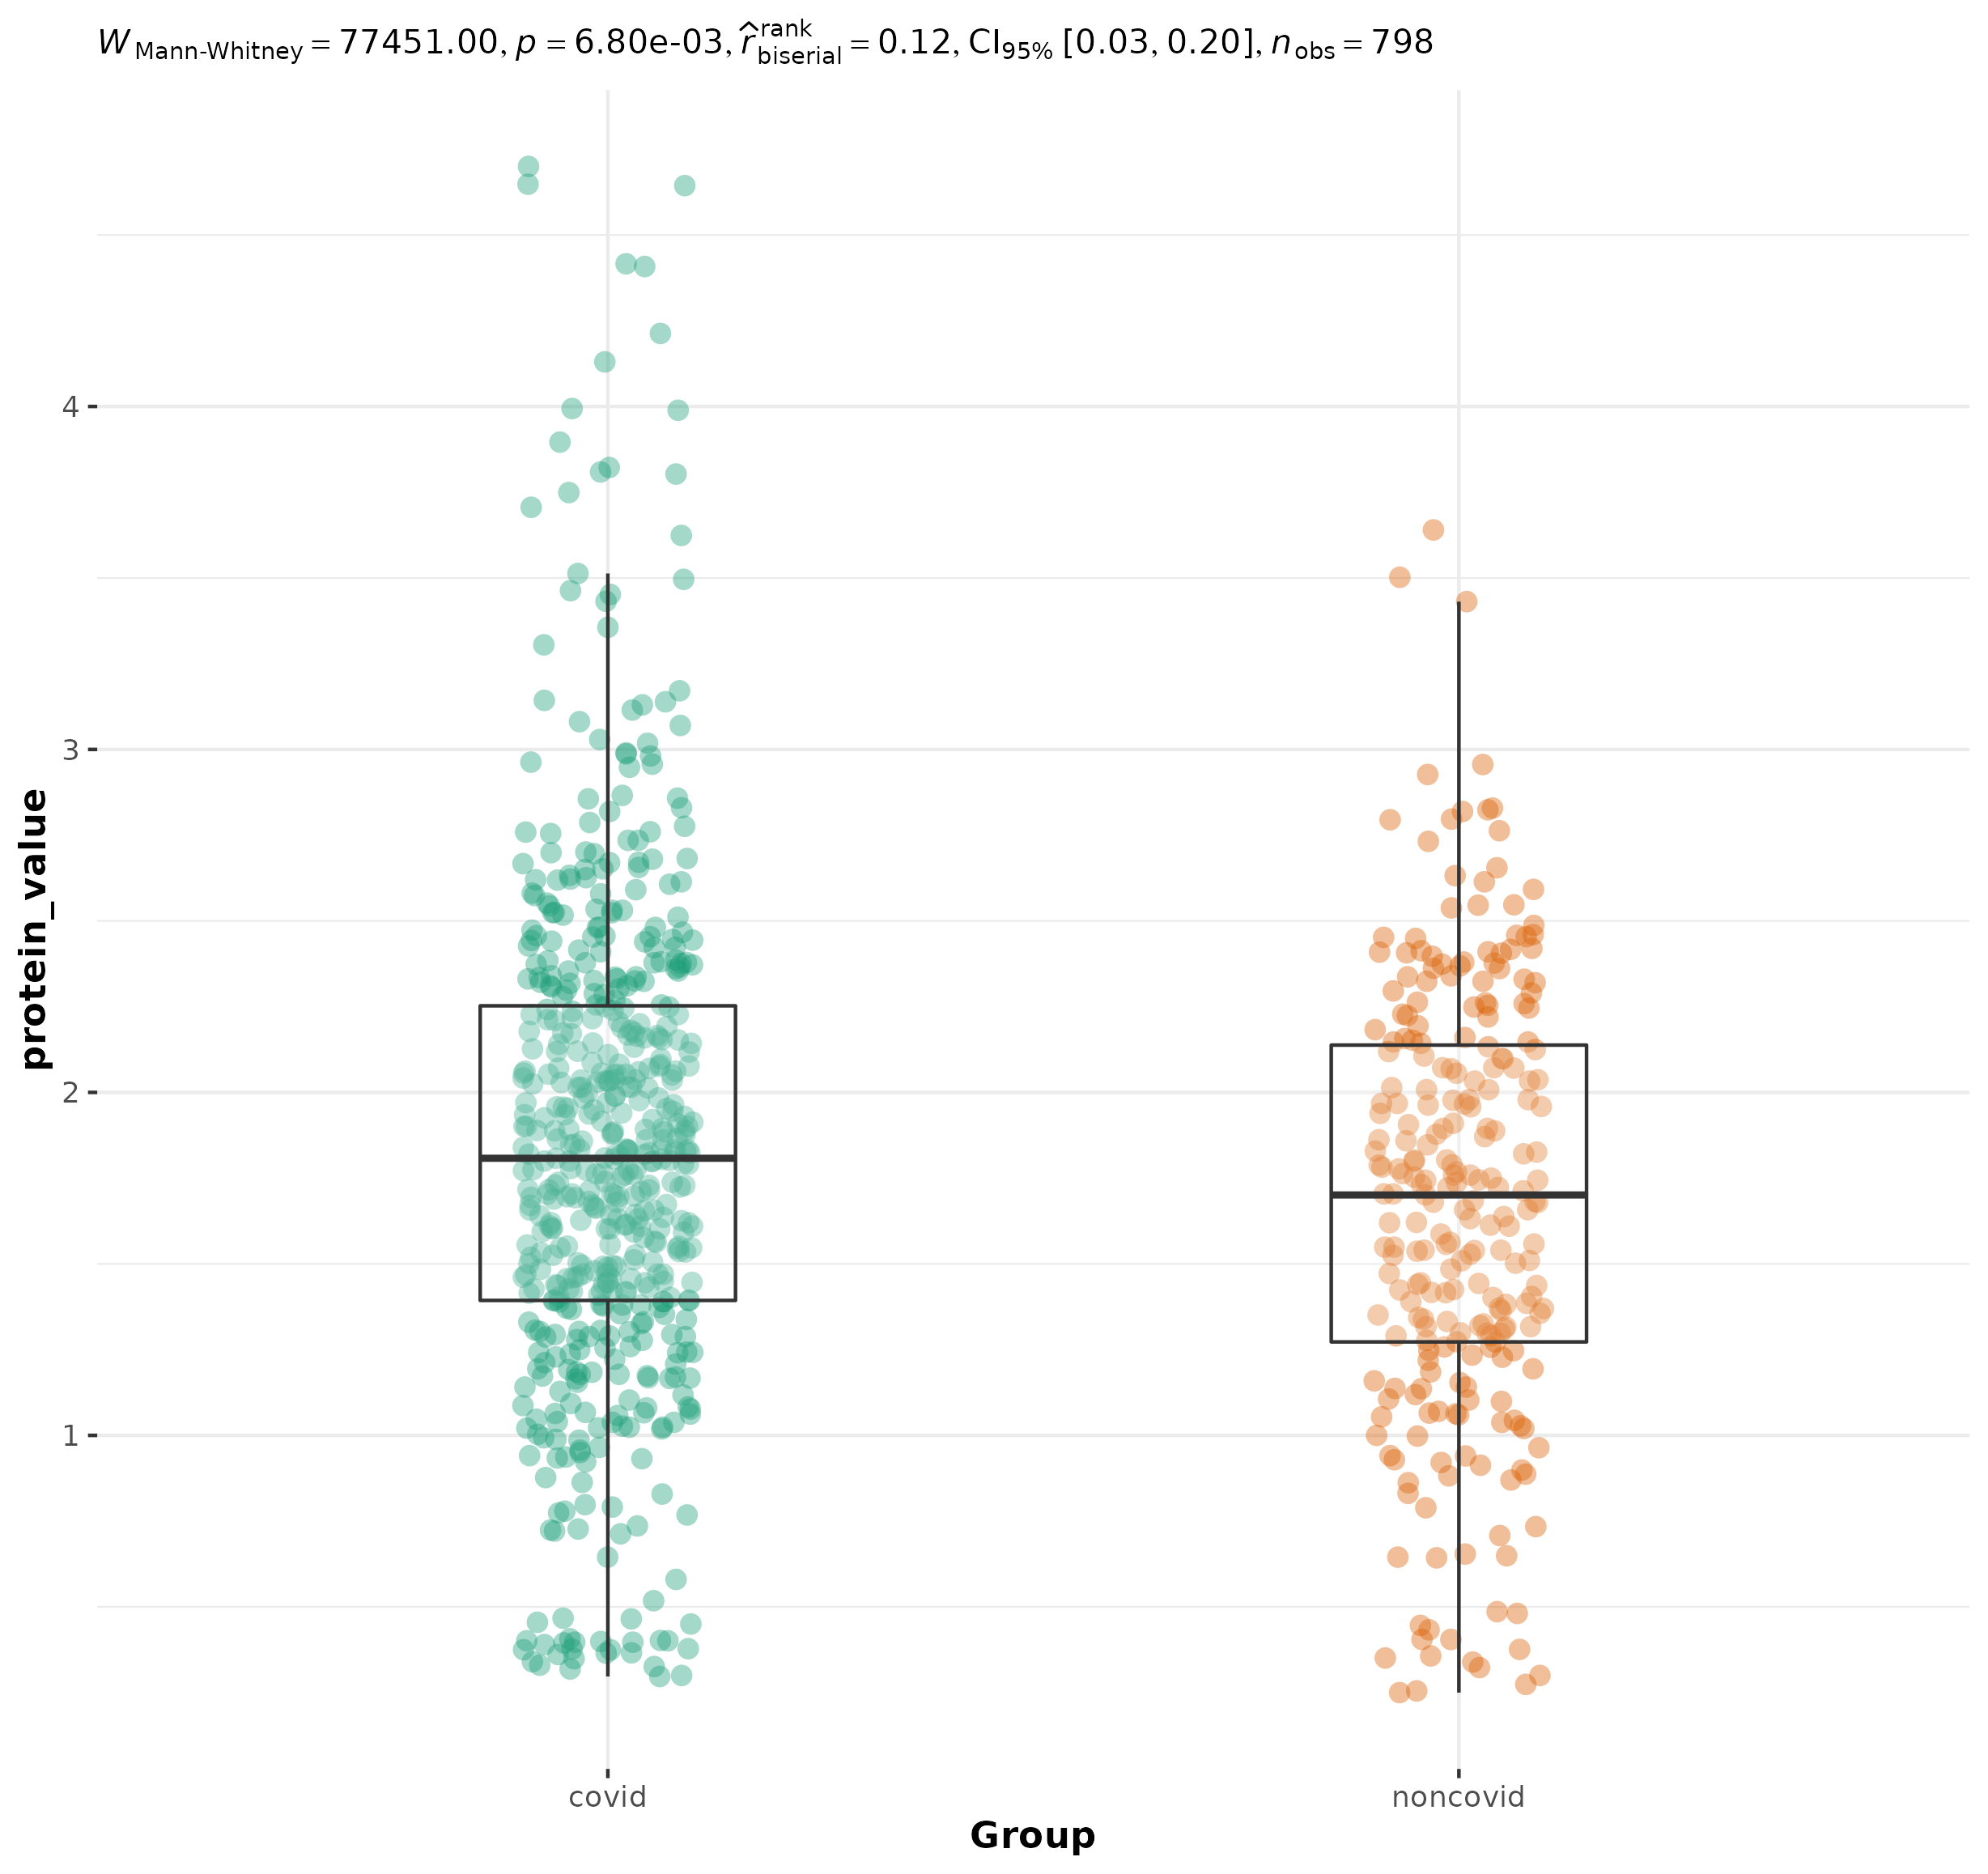 W Mann-Whitney = 77451.00, p = 6.80e-03, r̂ rank biserial = 0.12, CI95% [0.03, 0.20], n obs = 798
4
3
2
1
protein_value
covid noncovid
Group